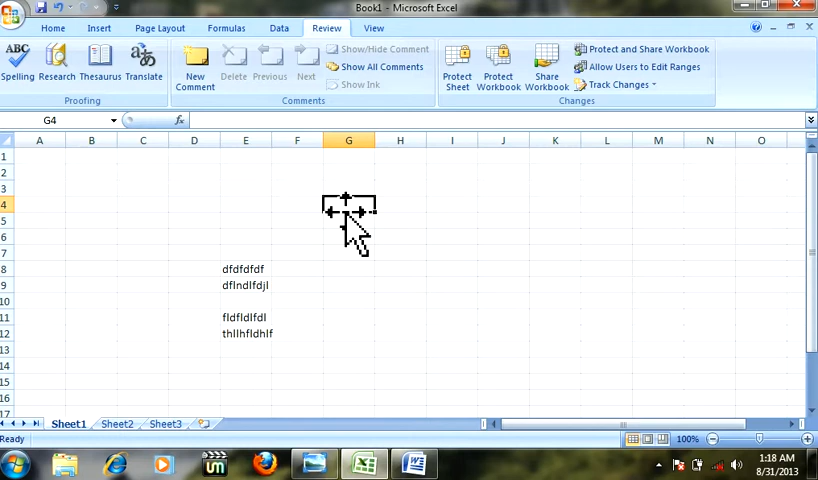 Book1 - Microsoft Excel
Home Insert Page Layout Formulas Data Review View
Spelling Research Thesaurus Translate
New Comment Delete Previous Next
Show/Hide Comment
Show All Comments
Show Ink
Protect Sheet Protect Workbook Share Workbook
Protect and Share Workbook
Allow Users to Edit Ranges
Track Changes
Proofing Comments Changes
G4 fx
A B C D E F G H I J K L M N O
1
2
3
4
5
6
7
8 dfdfdfdf
9 dflndlfdjl
10
11 fldfldlfdl
12 thllhfldhlf
13
14
15
16
17
Sheet1 Sheet2 Sheet3
Ready 100%
1:18 AM
8/31/2013